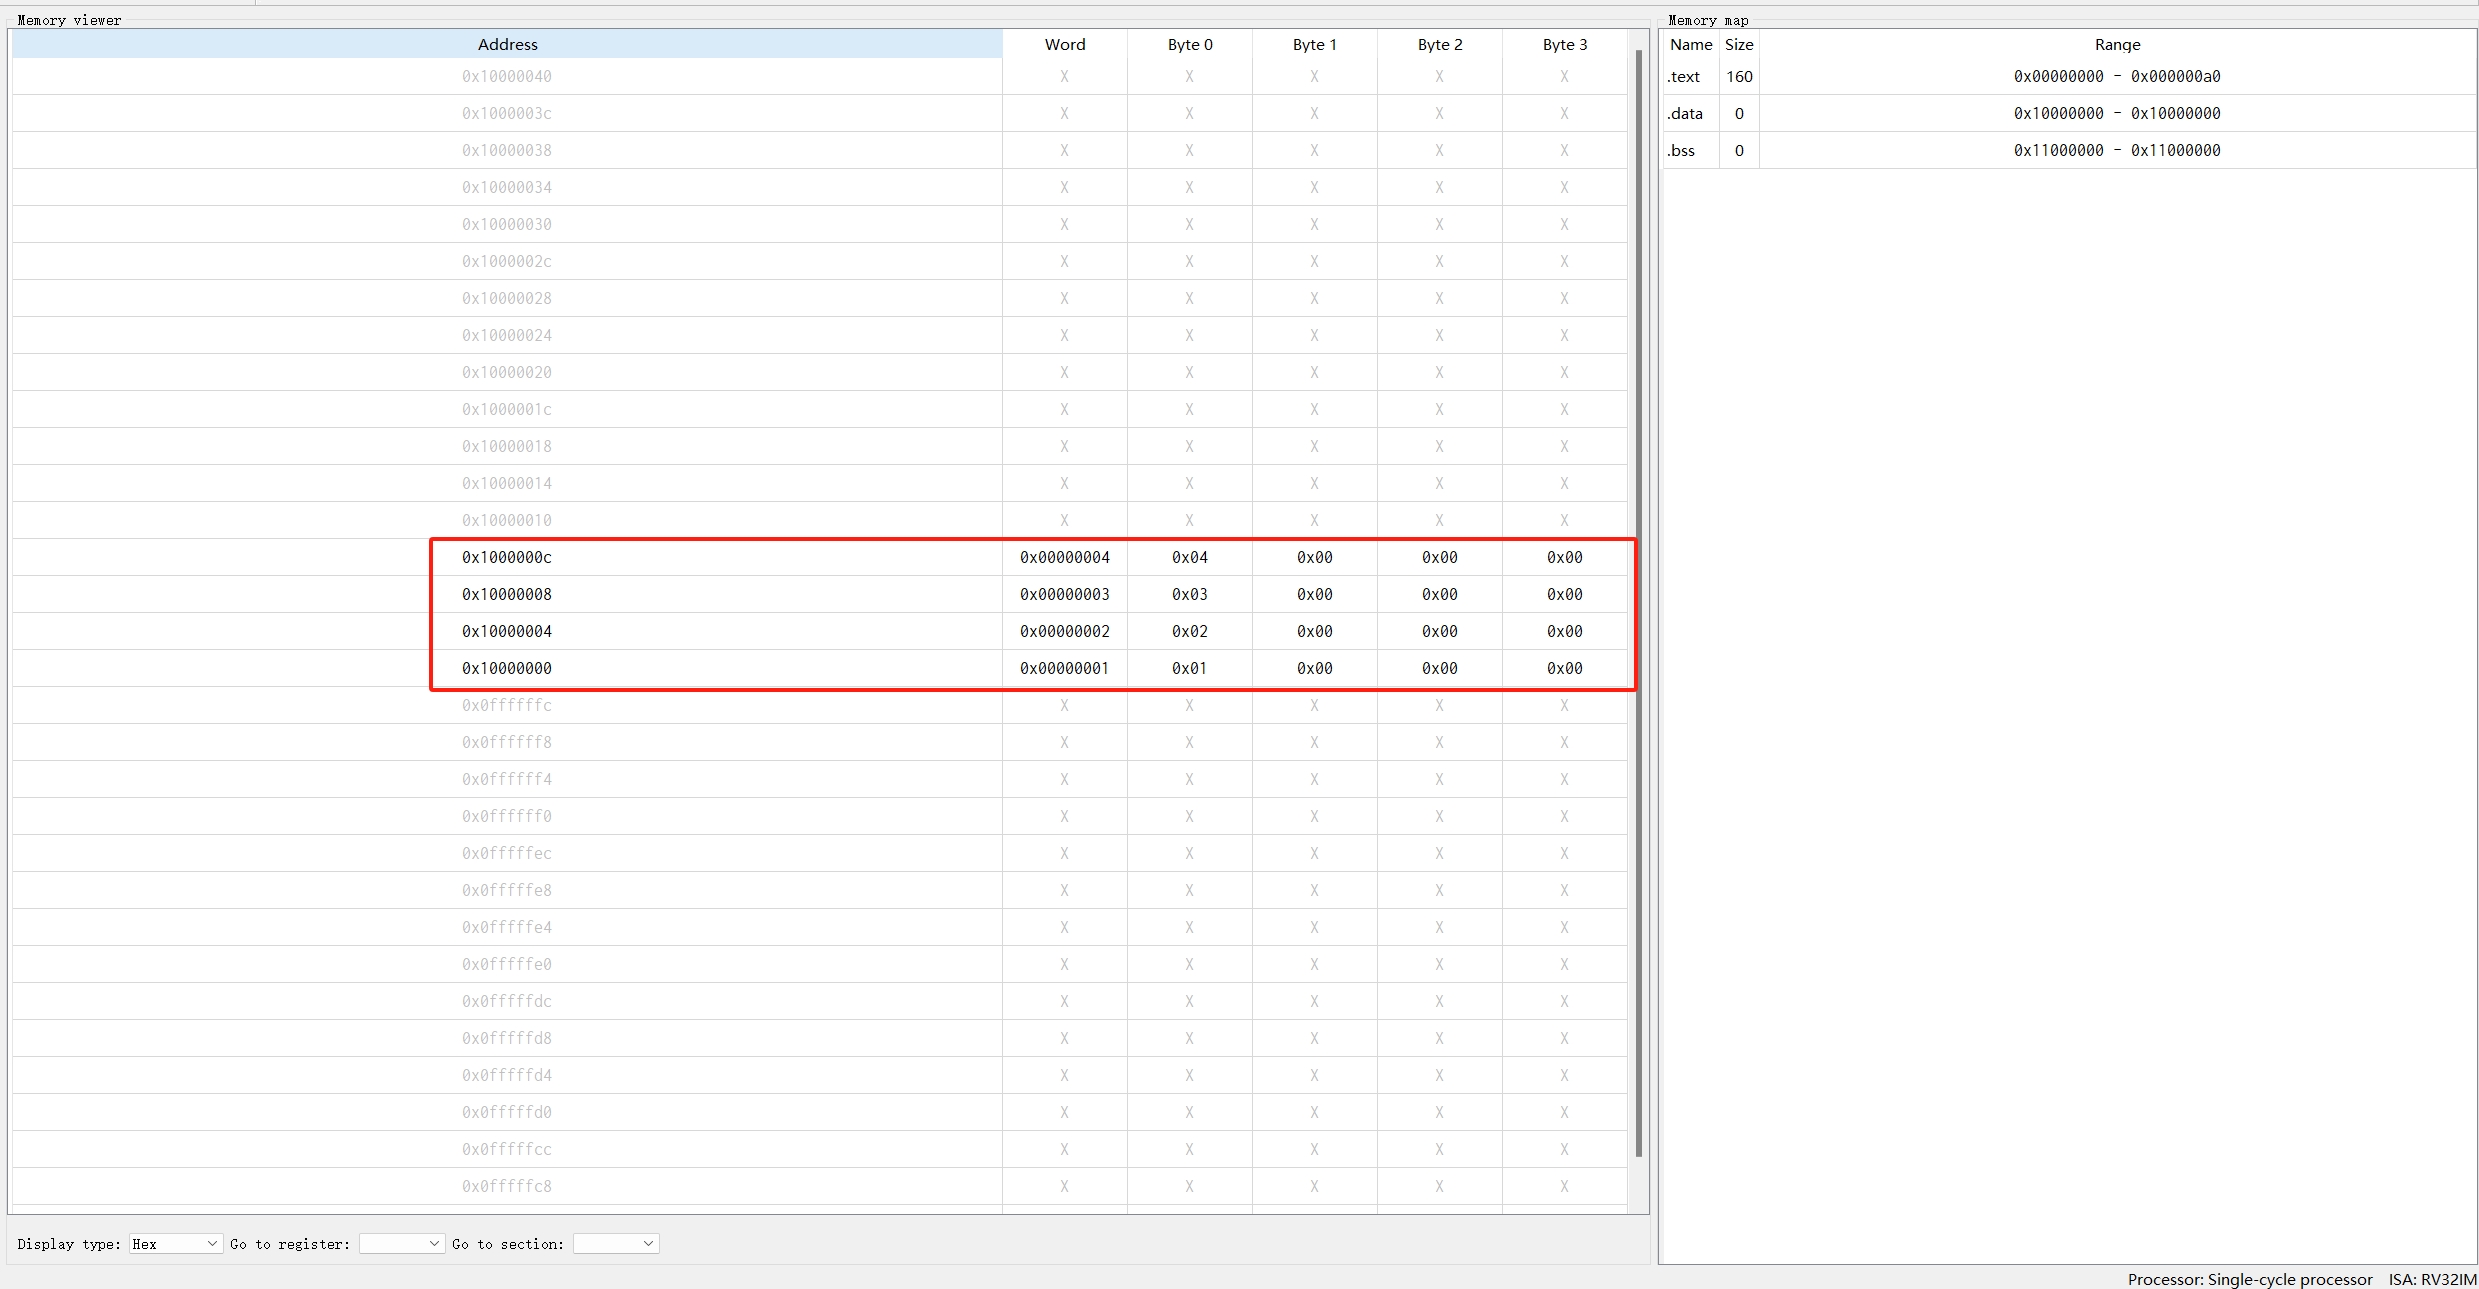 Memory viewer
Address Word Byte 0 Byte 1 Byte 2 Byte 3
0x10000040 X X X X X
0x1000003c X X X X X
0x10000038 X X X X X
0x10000034 X X X X X
0x10000030 X X X X X
0x1000002c X X X X X
0x10000028 X X X X X
0x10000024 X X X X X
0x10000020 X X X X X
0x1000001c X X X X X
0x10000018 X X X X X
0x10000014 X X X X X
0x10000010 X X X X X
0x1000000c 0x00000004 0x04 0x00 0x00 0x00
0x10000008 0x00000003 0x03 0x00 0x00 0x00
0x10000004 0x00000002 0x02 0x00 0x00 0x00
0x10000000 0x00000001 0x01 0x00 0x00 0x00
0x0ffffffc X X X X X
0x0ffffff8 X X X X X
0x0ffffff4 X X X X X
0x0ffffff0 X X X X X
0x0fffffec X X X X X
0x0fffffe8 X X X X X
0x0fffffe4 X X X X X
0x0fffffe0 X X X X X
0x0fffffdc X X X X X
0x0fffffd8 X X X X X
0x0fffffd4 X X X X X
0x0fffffd0 X X X X X
0x0fffffcc X X X X X
0x0fffffc8 X X X X X
Display type: Hex Go to register: Go to section:
Memory map
Name Size Range
.text 160 0x00000000 - 0x000000a0
.data 0 0x10000000 - 0x10000000
.bss 0 0x11000000 - 0x11000000
Processor: Single-cycle processor ISA: RV32IM